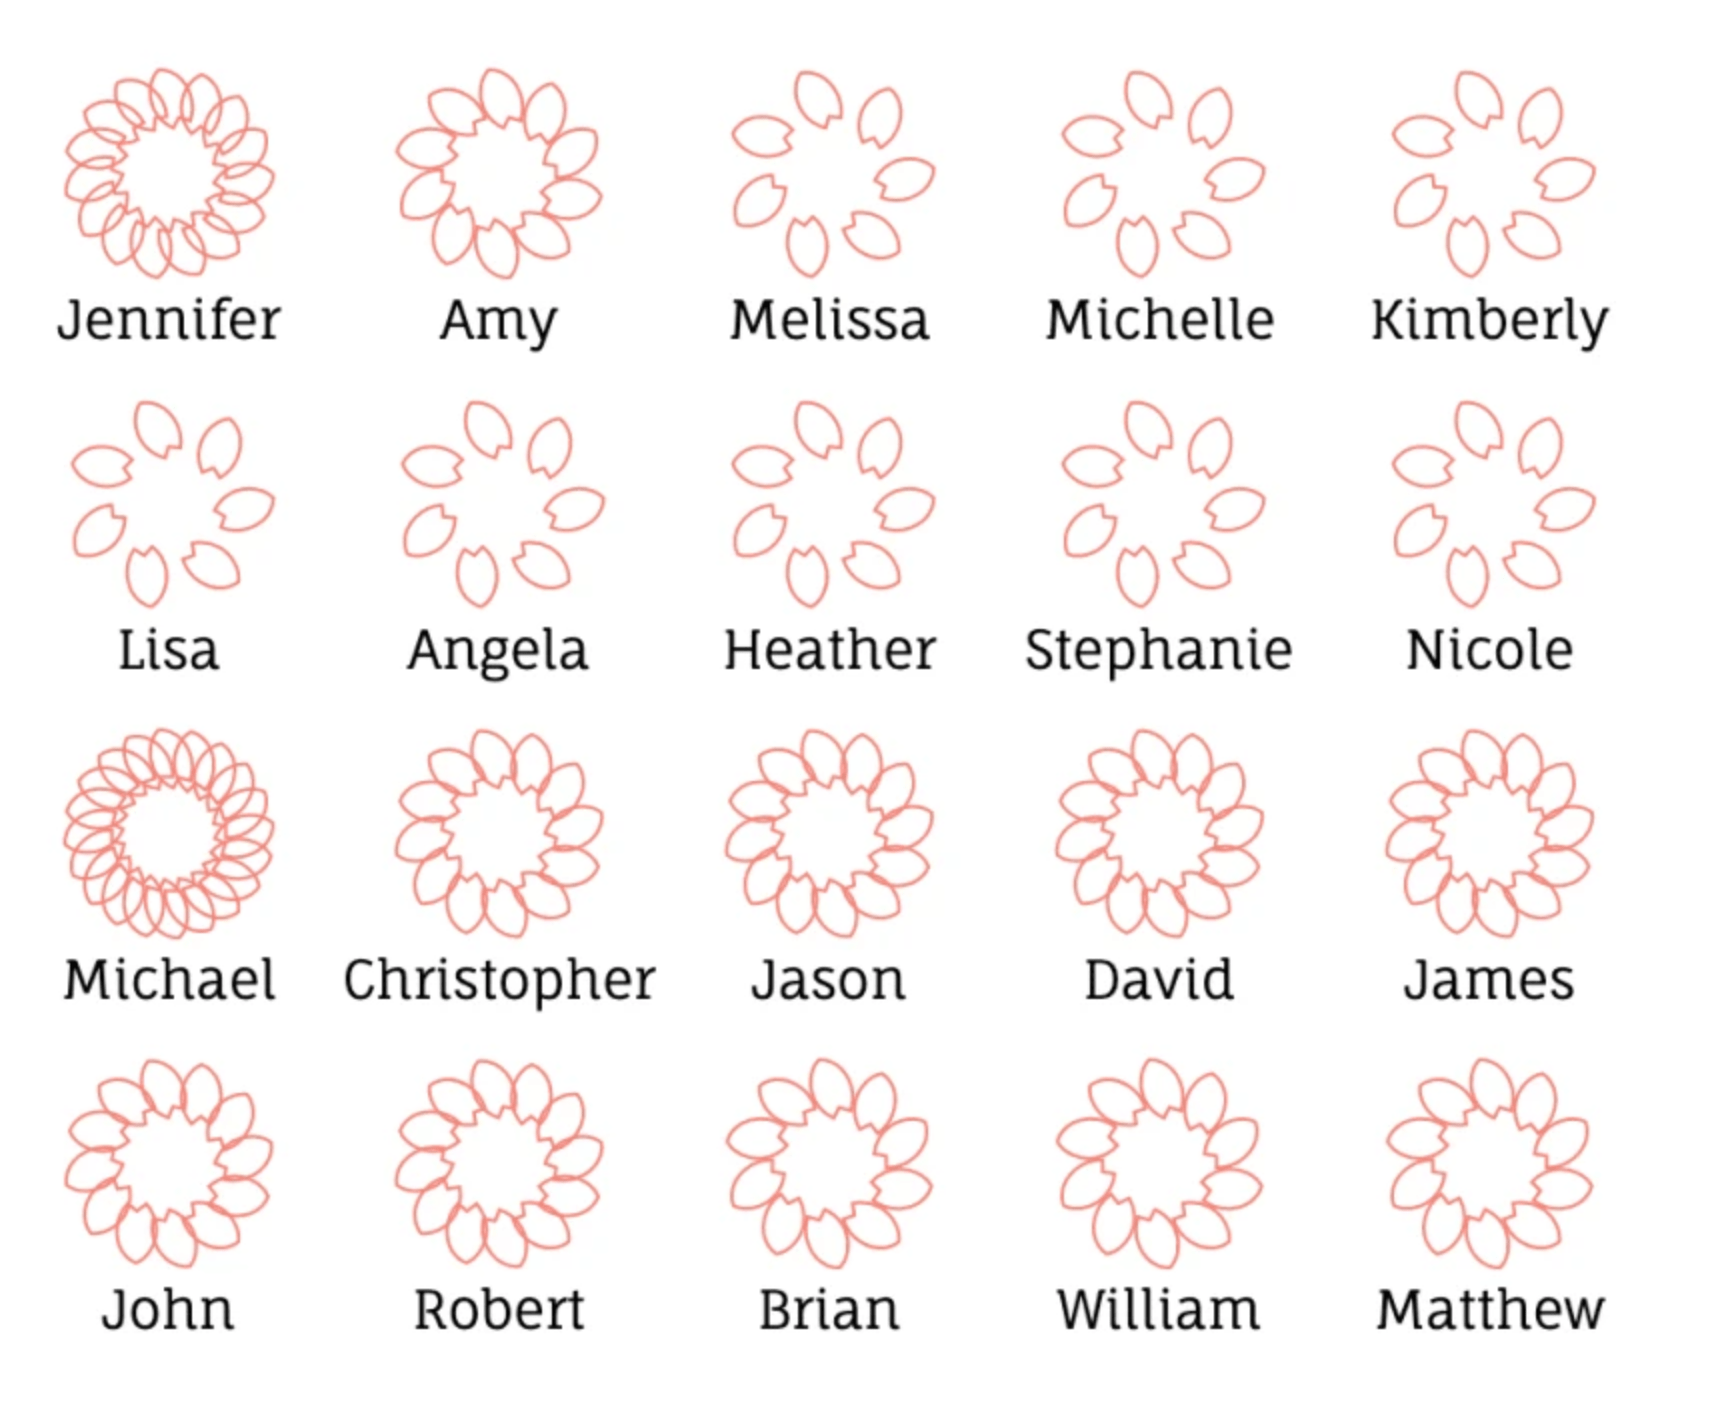 Jennifer Amy Melissa Michelle Kimberly
Lisa Angela Heather Stephanie Nicole
Michael Christopher Jason David James
John Robert Brian William Matthew